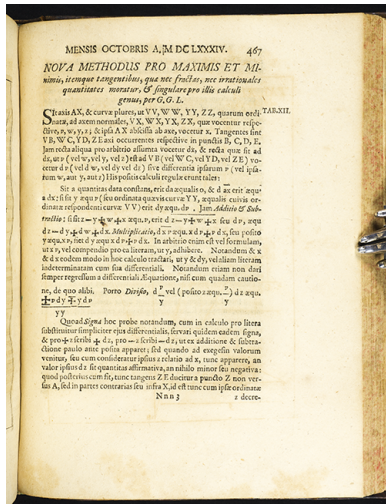 MENSIS OCTOBRIS A. M DC LXXXIV. 467
NOVA METHODUS PRO MAXIMIS ET MI-
nimis, itemque tangentibus, quæ nec fractas, nec irrationales
quantitates moratur, & singulare pro illis calculi
genus, per G.G. L.
Sit axis AX, & curvæ plures, ut VV, WW, YY, ZZ, quarum ordi- TAB.XII.
natæ, ad axem normales, VX, WX, YX, ZX, quæ vocentur respe-
ctive, v, w, y, z; & ipsa AX abscissa ab axe, vocetur x. Tangentes sint
VB, WC, YD, ZE axi occurrentes respective in punctis B, C, D, E.
Jam recta aliqua pro arbitrio assumta vocetur dx, & recta quæ sit ad
dx, ut v (vel w, vel y, vel z) est ad VB (vel WC, vel YD, vel ZE) vo-
cetur dv (vel dw, vel dy vel dz) sive differentia ipsarum v (vel ipsa-
rum w, aut y, aut z) His positis calculi regulæ erunt tales:
Sit a quantitas data constans, erit da æqualis 0, & d ax erit æqu.
a dx: si sit y æqu v (seu ordinata quævis curvæ YY, æqualis cuivis or-
dinatæ respondenti curvæ VV) erit dy æqu. dv. Jam Additio & Sub-
tractio: si sit z - y + w + x æqu. v, erit d z - y + w + x seu dv, æqu
dz - dy + dw + dx. Multiplicatio, dxv æqu. x dv + v dx, seu posito
y æqu. xv, fiet dy æqu x dv + v dx. In arbitrio enim est vel formulam,
ut xv, vel compendio pro ea literam, ut y, adhibere. Notandum & x
& dx eodem modo in hoc calculo tractari, ut y & dy, vel aliam literam
indeterminatam cum sua differentiali. Notandum etiam non dari
semper regressum a differentiali Æquatione, nisi cum quadam cautio-
ne, de quo alibi. Porro Divisio, d v/y vel (posito z æqu. v/y) dz æqu.
± v dy ∓ y dv
yy
Quoad Signa hoc probe notandum, cum in calculo pro litera
substituitur simpliciter ejus differentialis, servari quidem eadem signa,
& pro + z scribi + dz, pro - z scribi - dz, ut ex additione & subtra-
ctione paulo ante posita apparet; sed quando ad exegesin valorum
venitur, seu cum consideratur ipsius z relatio ad x, tunc apparere, an
valor ipsius dz sit quantitas affirmativa, an nihilo minor seu negativa:
quod posterius cum fit, tunc tangens ZE ducitur a puncto Z non ver-
sus A, sed in partes contrarias seu infra X, id est tunc cum ipsæ ordinatæ
Nnn 3 z decre-